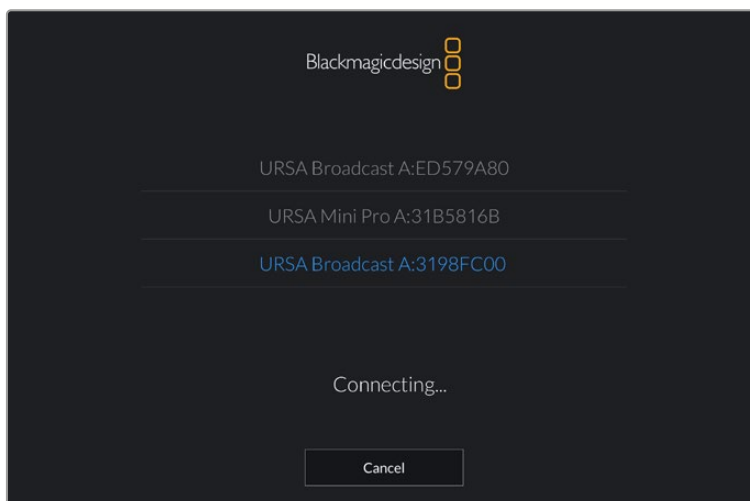 Blackmagicdesign
URSA Broadcast A:ED579A80
URSA Mini Pro A:31B5816B
URSA Broadcast A:3198FC00
Connecting...
Cancel